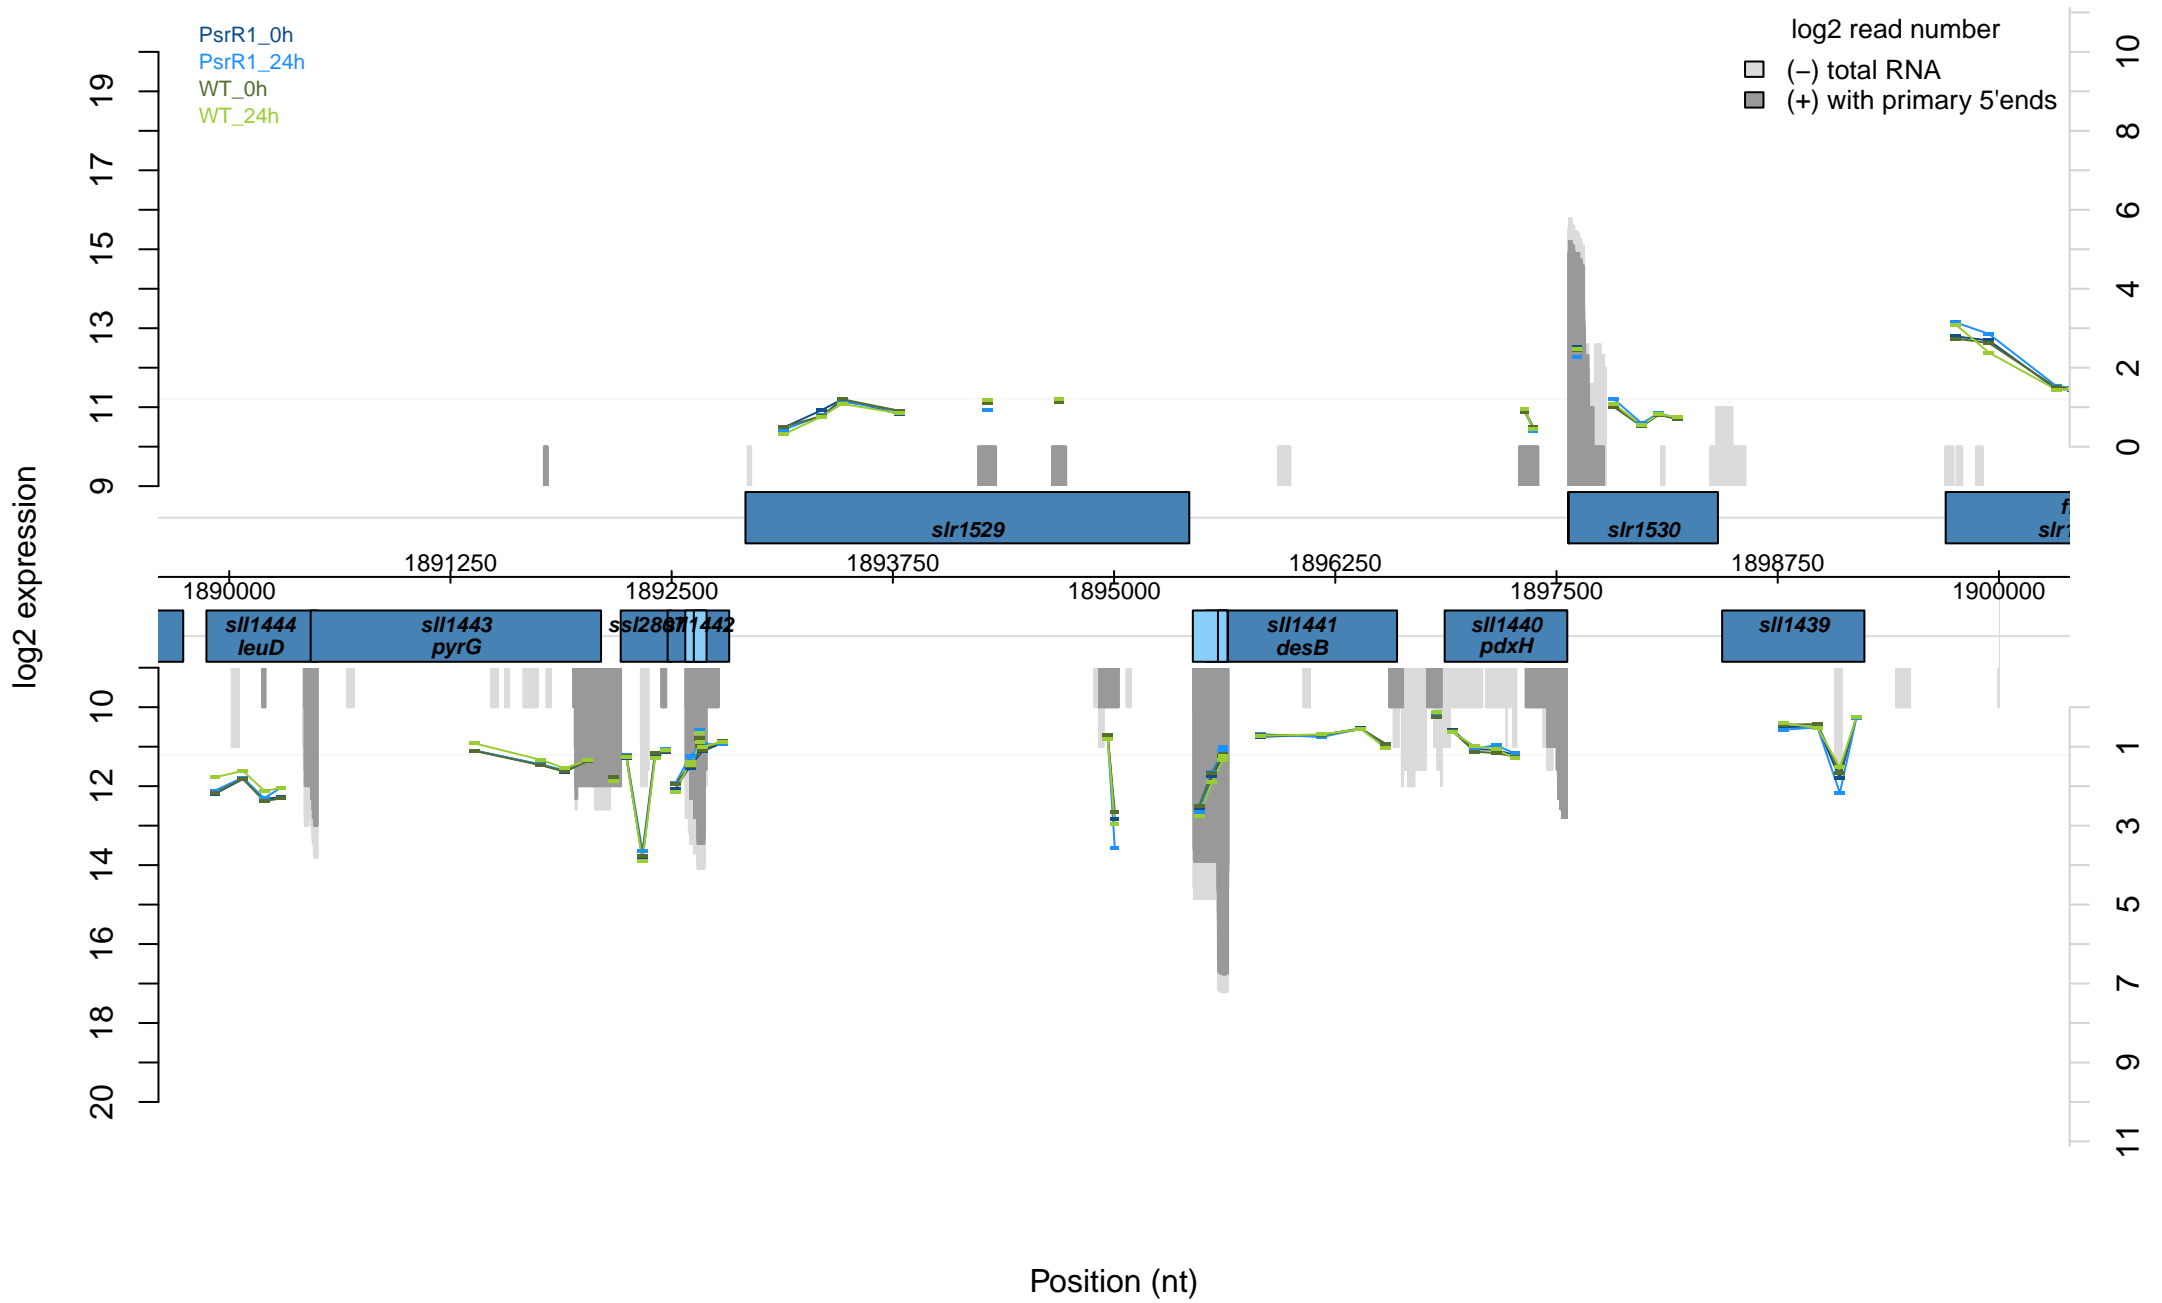 PsrR1_0h
PsrR1_24h
WT_0h
WT_24h
log2 read number
(−) total RNA
(+) with primary 5'ends
19
17
15
13
11
9
10
8
6
4
2
0
log2 expression
slr1529
slr1530
1891250
1893750
1896250
1898750
1890000
1892500
1895000
1897500
1900000
sll1444
leuD
sll1443
pyrG
ssl2807
sll1442
sll1441
desB
sll1440
pdxH
sll1439
10
12
14
16
18
20
1
3
5
7
9
11
Position (nt)